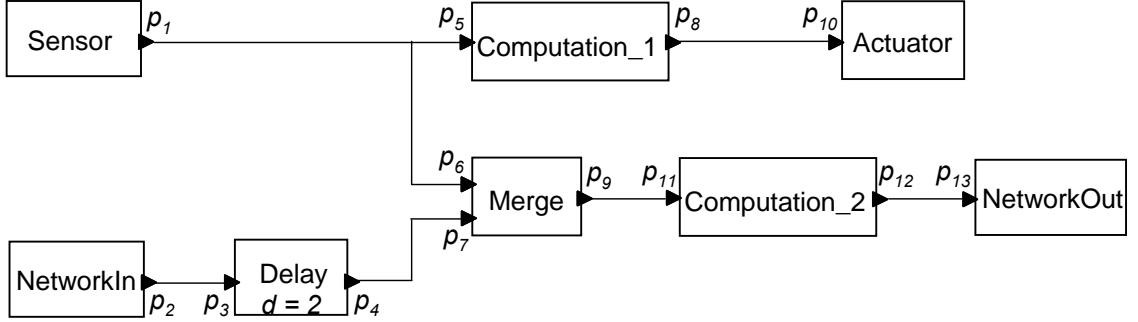 p1 p5 p8 p10
Sensor Computation_1 Actuator
p6 p9 p11 p12 p13
Merge Computation_2 NetworkOut
p7
NetworkIn Delay
p2 p3 d = 2 p4